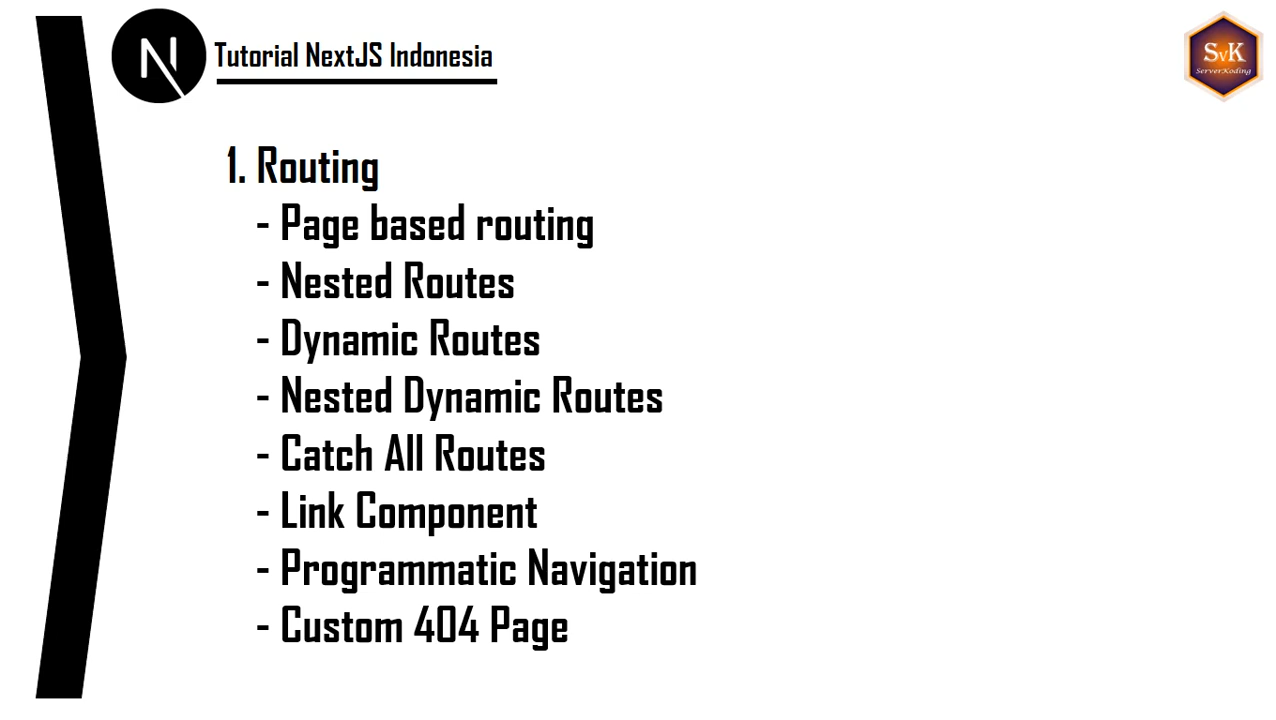 Tutorial NextJS Indonesia
SvK
ServerKoding
1. Routing
- Page based routing
- Nested Routes
- Dynamic Routes
- Nested Dynamic Routes
- Catch All Routes
- Link Component
- Programmatic Navigation
- Custom 404 Page